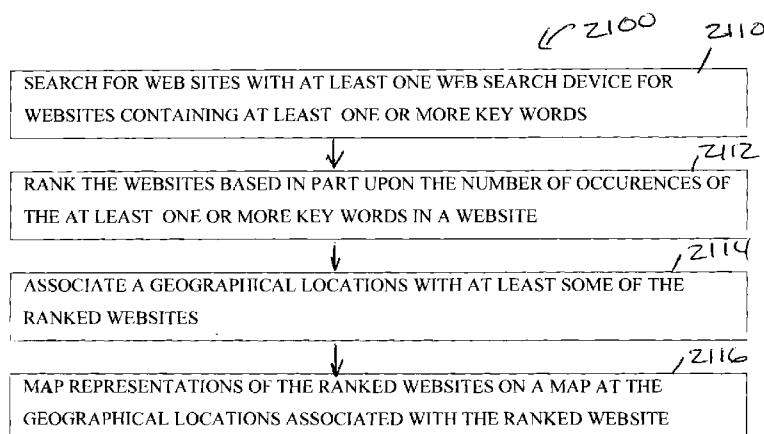 2100
2110
SEARCH FOR WEB SITES WITH AT LEAST ONE WEB SEARCH DEVICE FOR
WEBSITES CONTAINING AT LEAST ONE OR MORE KEY WORDS
2112
RANK THE WEBSITES BASED IN PART UPON THE NUMBER OF OCCURENCES OF
THE AT LEAST ONE OR MORE KEY WORDS IN A WEBSITE
2114
ASSOCIATE A GEOGRAPHICAL LOCATIONS WITH AT LEAST SOME OF THE
RANKED WEBSITES
2116
MAP REPRESENTATIONS OF THE RANKED WEBSITES ON A MAP AT THE
GEOGRAPHICAL LOCATIONS ASSOCIATED WITH THE RANKED WEBSITE